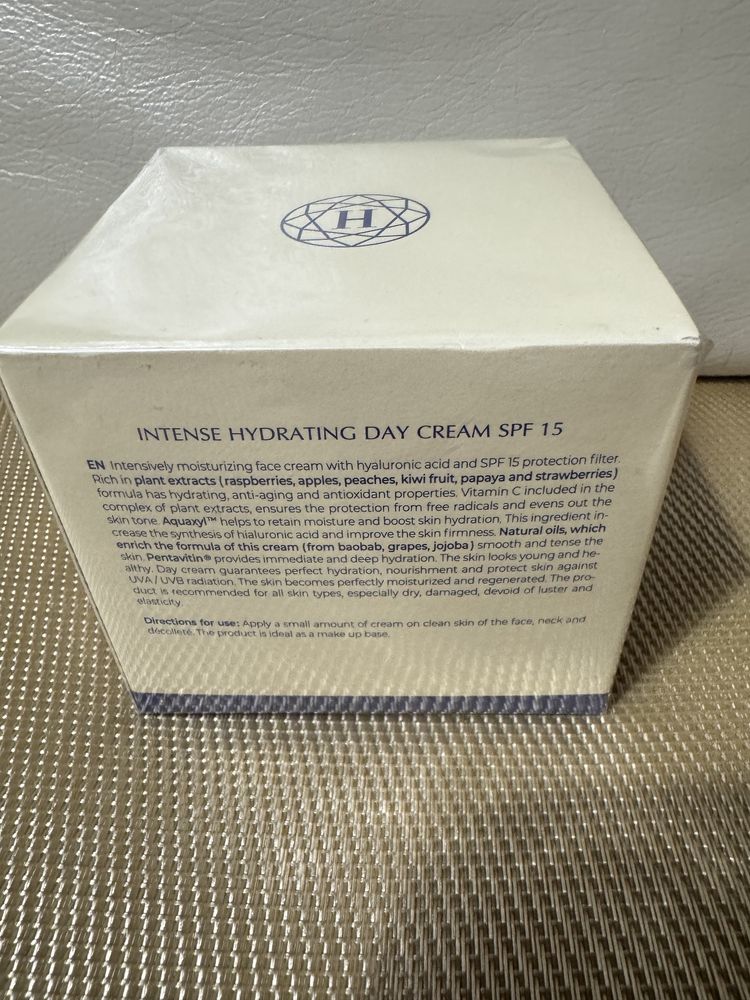 H
INTENSE HYDRATING DAY CREAM SPF 15
EN Intensively moisturizing face cream with hyaluronic acid and SPF 15 protection filter.
Rich in plant extracts (raspberries, apples, peaches, kiwi fruit, papaya and strawberries)
formula has hydrating, anti-aging and antioxidant properties. Vitamin C included in the
complex of plant extracts, ensures the protection from free radicals and evens out the
skin tone. Aquaxyl™ helps to retain moisture and boost skin hydration. This ingredient in-
crease the synthesis of hialuronic acid and improve the skin firmness. Natural oils, which
enrich the formula of this cream (from baobab, grapes, jojoba) smooth and tense the
skin. Pentavitin® provides immediate and deep hydration. The skin looks young and he-
althy. Day cream guarantees perfect hydration, nourishment and protect skin against
UVA / UVB radiation. The skin becomes perfectly moisturized and regenerated. The pro-
duct is recommended for all skin types, especially dry, damaged, devoid of luster and
elasticity.
Directions for use: Apply a small amount of cream on clean skin of the face, neck and
décolleté. The product is ideal as a make up base.